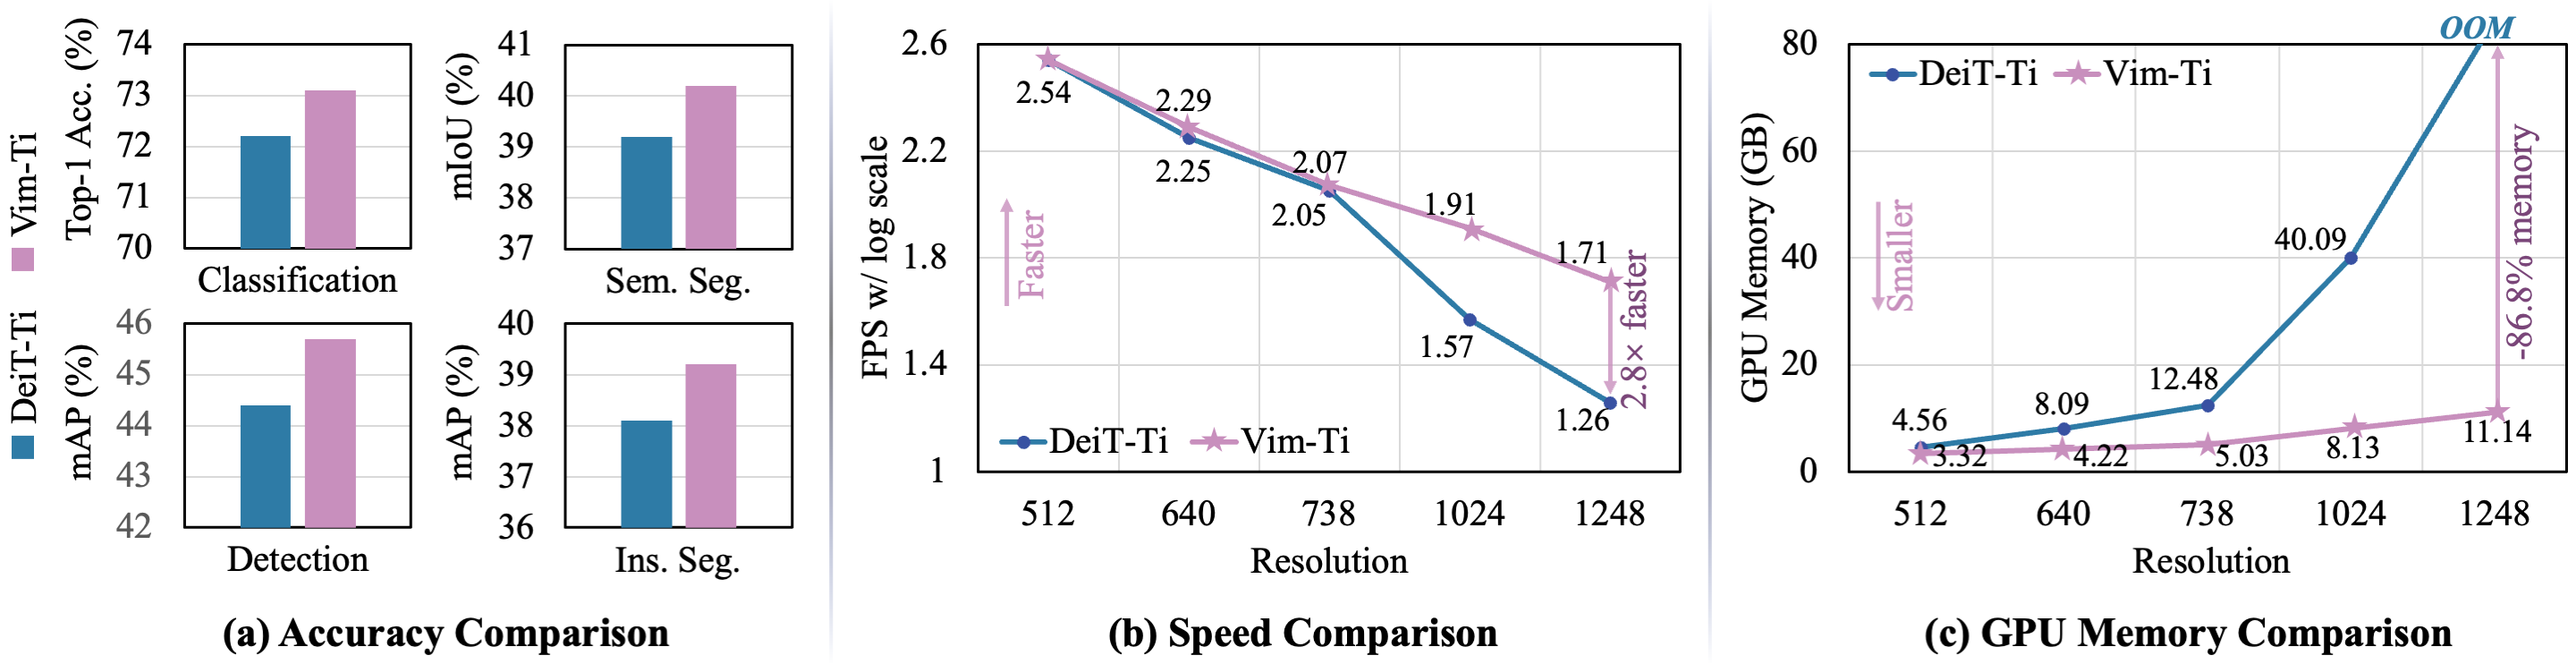 DeiT-Ti Vim-Ti
Top-1 Acc. (%)
74
73
72
71
70
Classification
mIoU (%)
41
40
39
38
37
Sem. Seg.
mAP (%)
46
45
44
43
42
Detection
mAP (%)
40
39
38
37
36
Ins. Seg.
(a) Accuracy Comparison
FPS w/ log scale
2.6
2.2
1.8
1.4
1
Faster
2.54
2.29
2.25
2.07
2.05
1.91
1.57
1.71
1.26
2.8× faster
DeiT-Ti Vim-Ti
512 640 738 1024 1248
Resolution
(b) Speed Comparison
GPU Memory (GB)
80
60
40
20
0
OOM
DeiT-Ti Vim-Ti
Smaller
4.56
3.32
8.09
4.22
12.48
5.03
40.09
8.13
11.14
-86.8% memory
512 640 738 1024 1248
Resolution
(c) GPU Memory Comparison